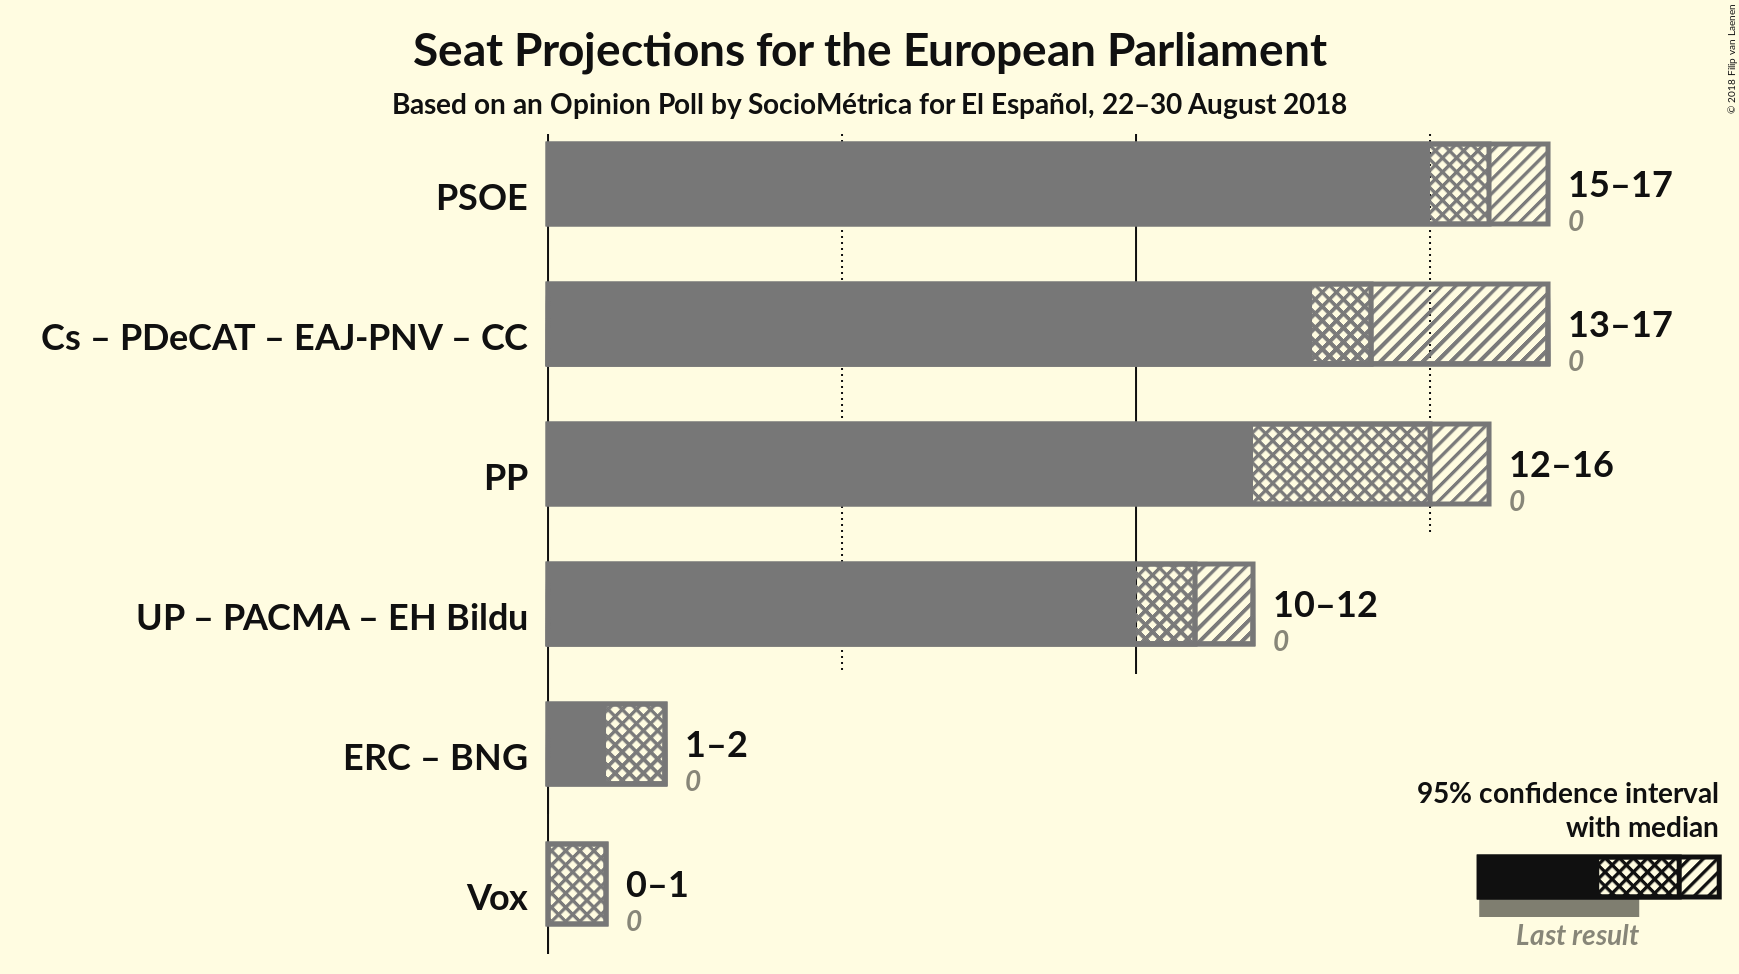 Seat Projections for the European Parliament
Based on an Opinion Poll by SocioMétrica for El Español, 22–30 August 2018
© 2018 Filip van Laenen
PSOE
15–17
0
Cs – PDeCAT – EAJ-PNV – CC
13–17
0
PP
12–16
0
UP – PACMA – EH Bildu
10–12
0
ERC – BNG
1–2
0
Vox
0–1
0
95% confidence interval
with median
Last result